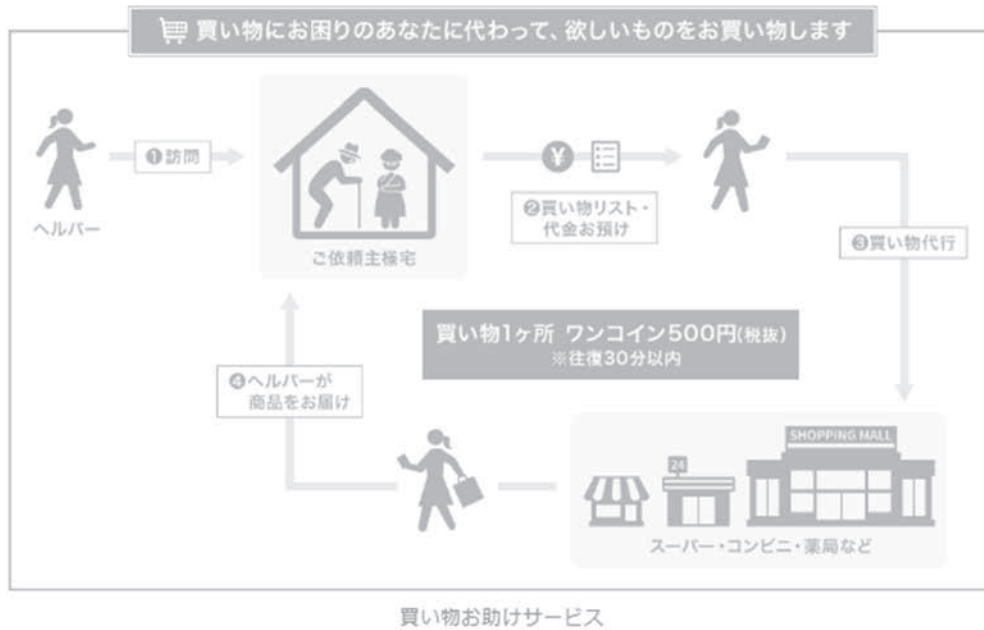 買い物にお困りのあなたに代わって、欲しいものをお買い物します
❶訪問
ヘルパー
ご依頼主様宅
¥
❷買い物リスト・
代金お預け
❸買い物代行
買い物1ヶ所 ワンコイン500円(税抜)
※往復30分以内
❹ヘルパーが
商品をお届け
SHOPPING MALL
24
スーパー・コンビニ・薬局など
買い物お助けサービス